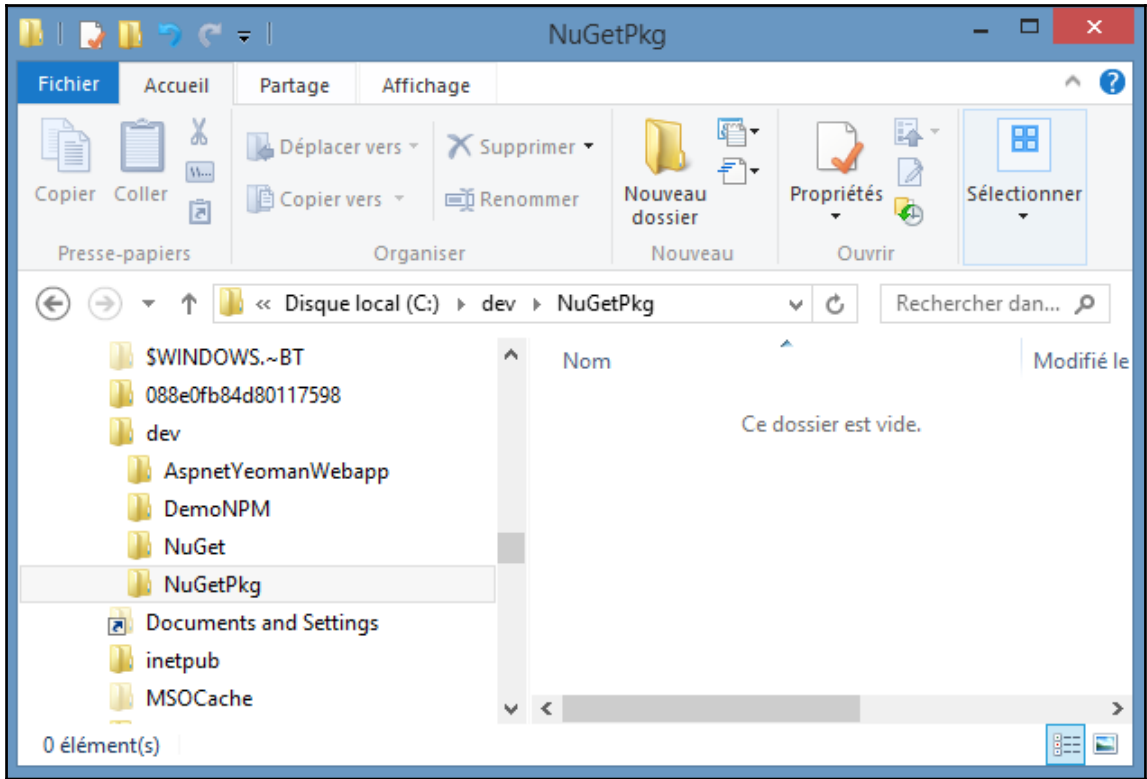 NuGetPkg
Fichier Accueil Partage Affichage
Copier Coller Déplacer vers Supprimer Nouveau dossier Propriétés Sélectionner
Copier vers Renommer
Presse-papiers Organiser Nouveau Ouvrir
« Disque local (C:) dev NuGetPkg Rechercher dan...
$WINDOWS.~BT
088e0fb84d80117598
dev
AspnetYeomanWebapp
DemoNPM
NuGet
NuGetPkg
Documents and Settings
inetpub
MSOCache
Nom Modifié le
Ce dossier est vide.
0 élément(s)